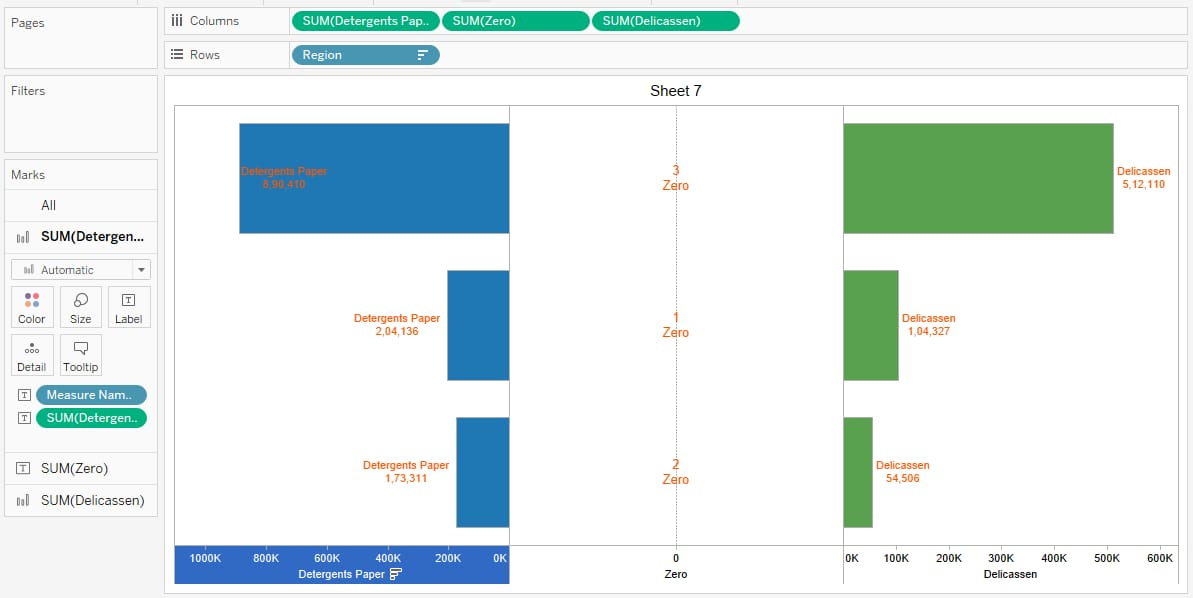 Pages
Columns
SUM(Detergents Pap..
SUM(Zero)
SUM(Delicassen)
Rows
Region
Filters
Marks
All
SUM(Detergen...
Automatic
Color
Size
T
Label
Detail
Tooltip
T
Measure Nam..
T
SUM(Detergen..
T
SUM(Zero)
SUM(Delicassen)
Sheet 7
Detergents Paper
8,90,410
3
Zero
Delicassen
5,12,110
Detergents Paper
2,04,136
1
Zero
Delicassen
1,04,327
Detergents Paper
1,73,311
2
Zero
Delicassen
54,506
1000K 800K 600K 400K 200K 0K
Detergents Paper
0
Zero
0K 100K 200K 300K 400K 500K 600K
Delicassen